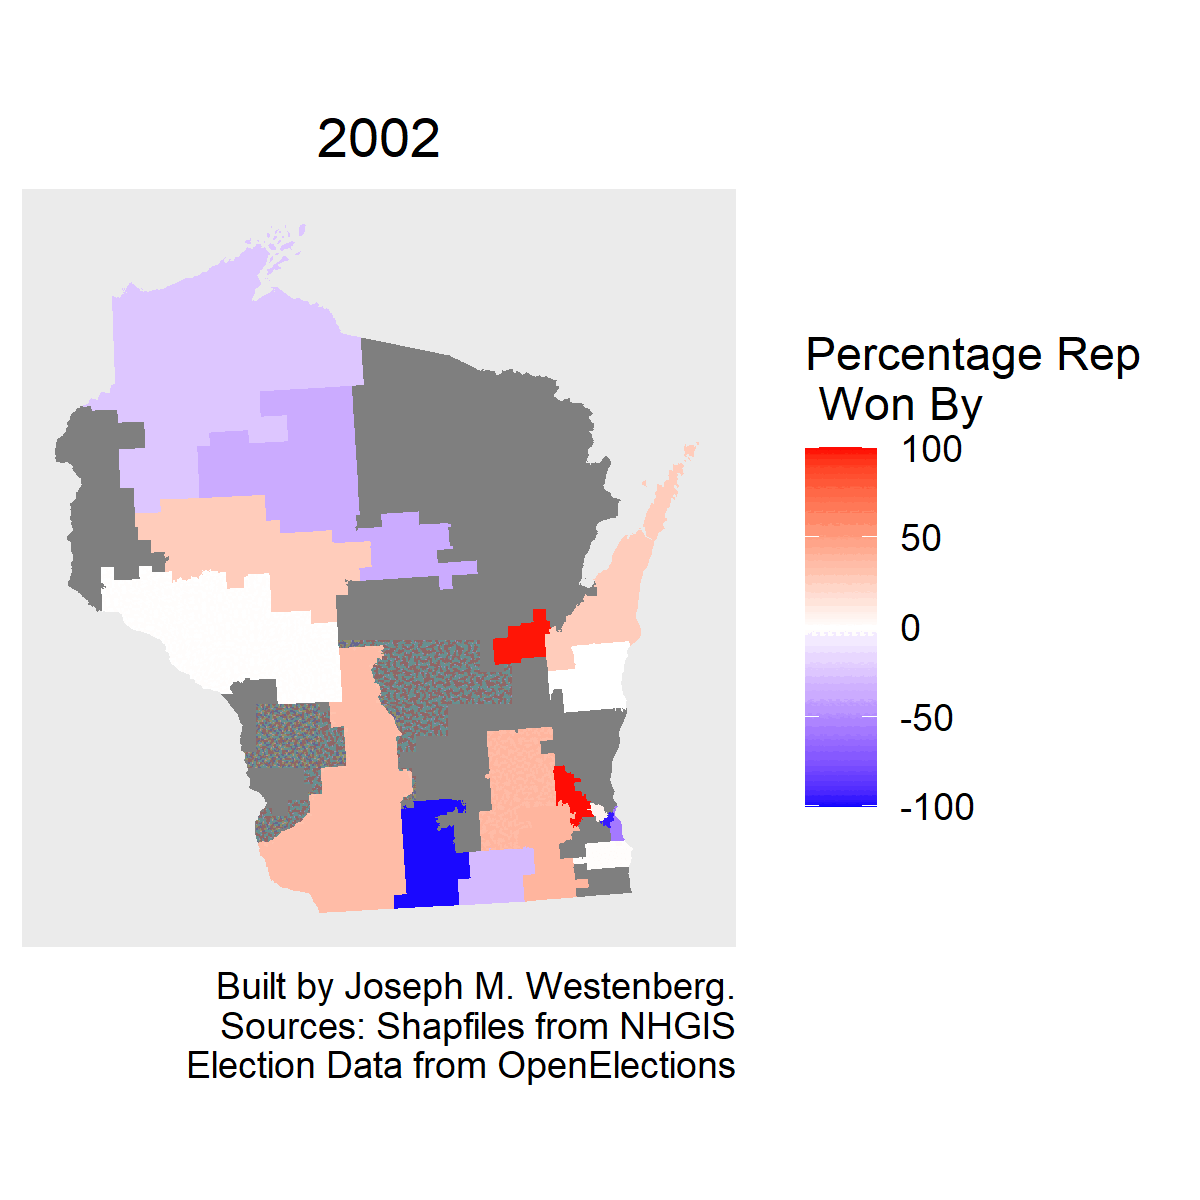 2002
Percentage Rep
Won By
100
50
0
-50
-100
Built by Joseph M. Westenberg.
Sources: Shapfiles from NHGIS
Election Data from OpenElections